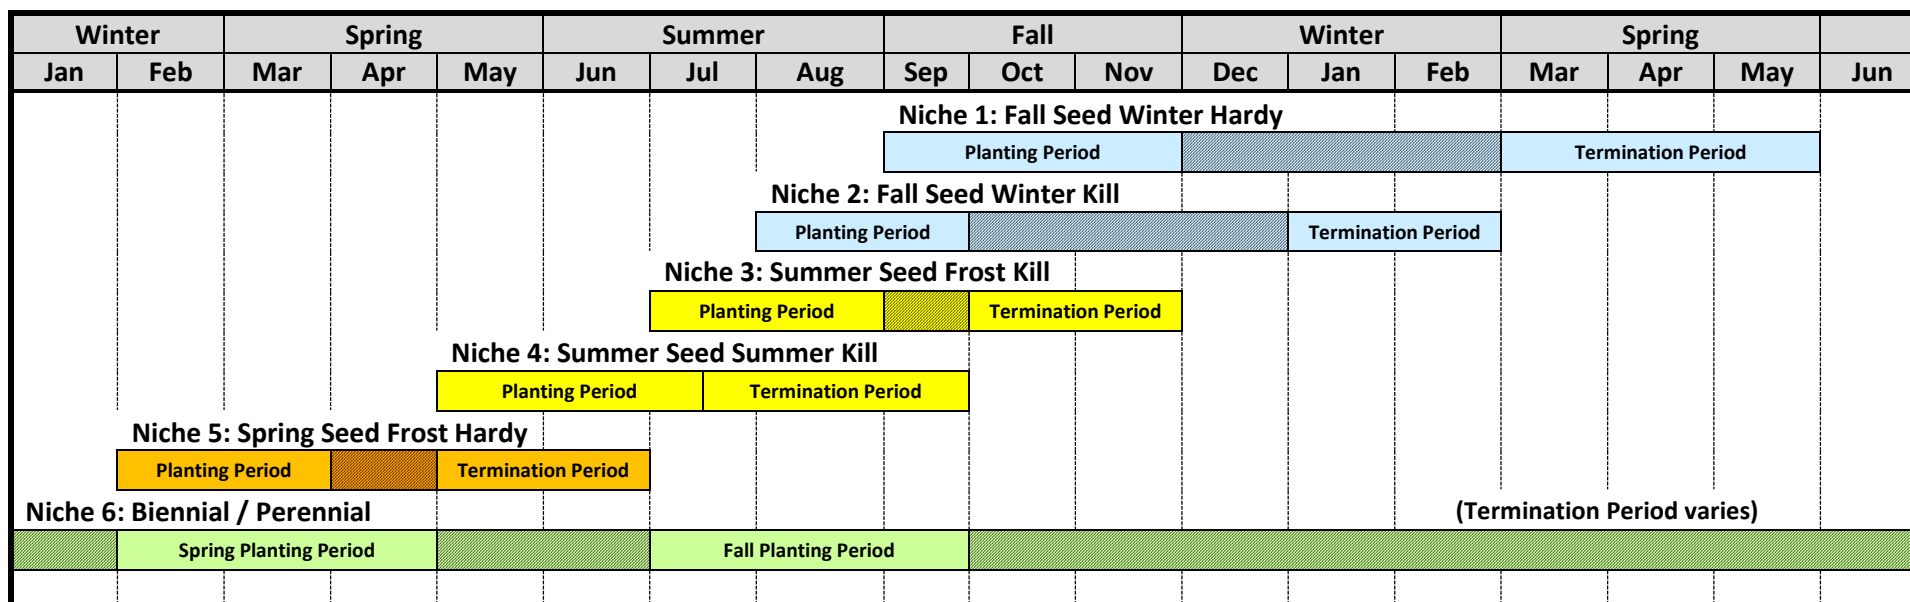 Winter Spring Summer Fall Winter Spring
Jan Feb Mar Apr May Jun Jul Aug Sep Oct Nov Dec Jan Feb Mar Apr May Jun
Niche 1: Fall Seed Winter Hardy
Planting Period Termination Period
Niche 2: Fall Seed Winter Kill
Planting Period Termination Period
Niche 3: Summer Seed Frost Kill
Planting Period Termination Period
Niche 4: Summer Seed Summer Kill
Planting Period Termination Period
Niche 5: Spring Seed Frost Hardy
Planting Period Termination Period
Niche 6: Biennial / Perennial (Termination Period varies)
Spring Planting Period Fall Planting Period